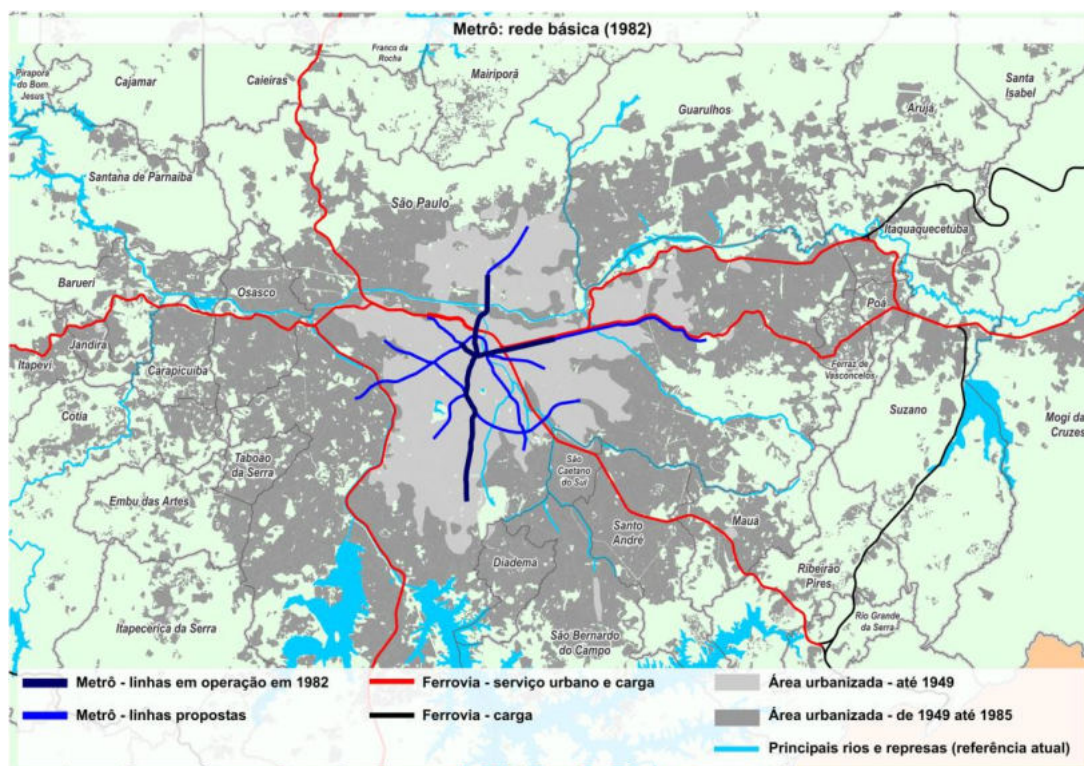 Metrô: rede básica (1982)
Franco da
Rocha
Pirapora
do Bom
Jesus
Cajamar
Caieiras
Mairiporã
Santa
Isabel
Guarulhos
Arujá
Santana de Parnaíba
São Paulo
Itaquaquecetuba
Barueri
Osasco
Poá
Jandira
Itapevi
Carapicuíba
Ferraz de
Vasconcelos
Suzano
Cotia
Mogi da
Cruzes
Taboão
da Serra
São
Caetano
do Sul
Embu das Artes
Santo
André
Mauá
Diadema
Ribeirão
Pires
Rio Grande
da Serra
Itapecerica da Serra
São Bernardo
do Campo
Metrô - linhas em operação em 1982
Ferrovia - serviço urbano e carga
Área urbanizada - até 1949
Metrô - linhas propostas
Ferrovia - carga
Área urbanizada - de 1949 até 1985
Principais rios e represas (referência atual)